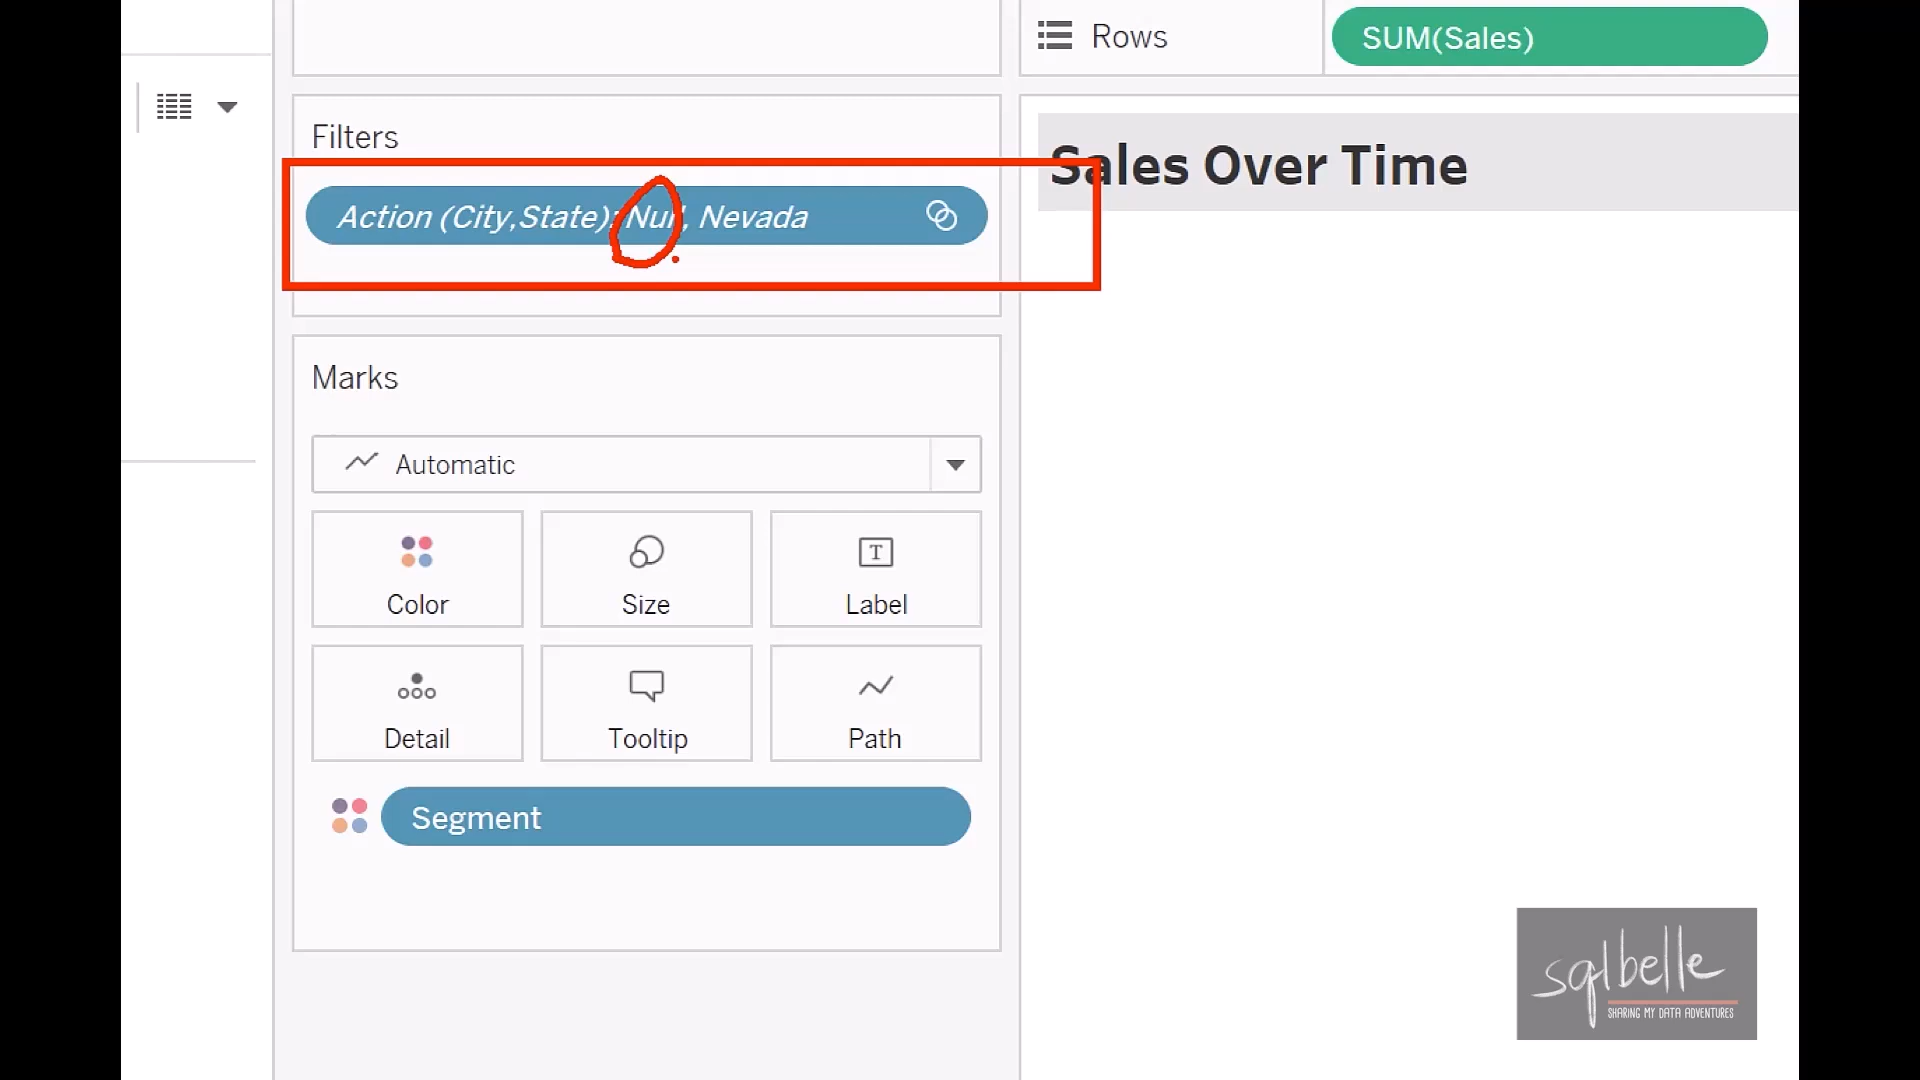 Rows
SUM(Sales)
Filters
Sales Over Time
Action (City,State): Null, Nevada
Marks
Automatic
Color
Size
Label
Detail
Tooltip
Path
Segment
sqlbelle
SHARING MY DATA ADVENTURES